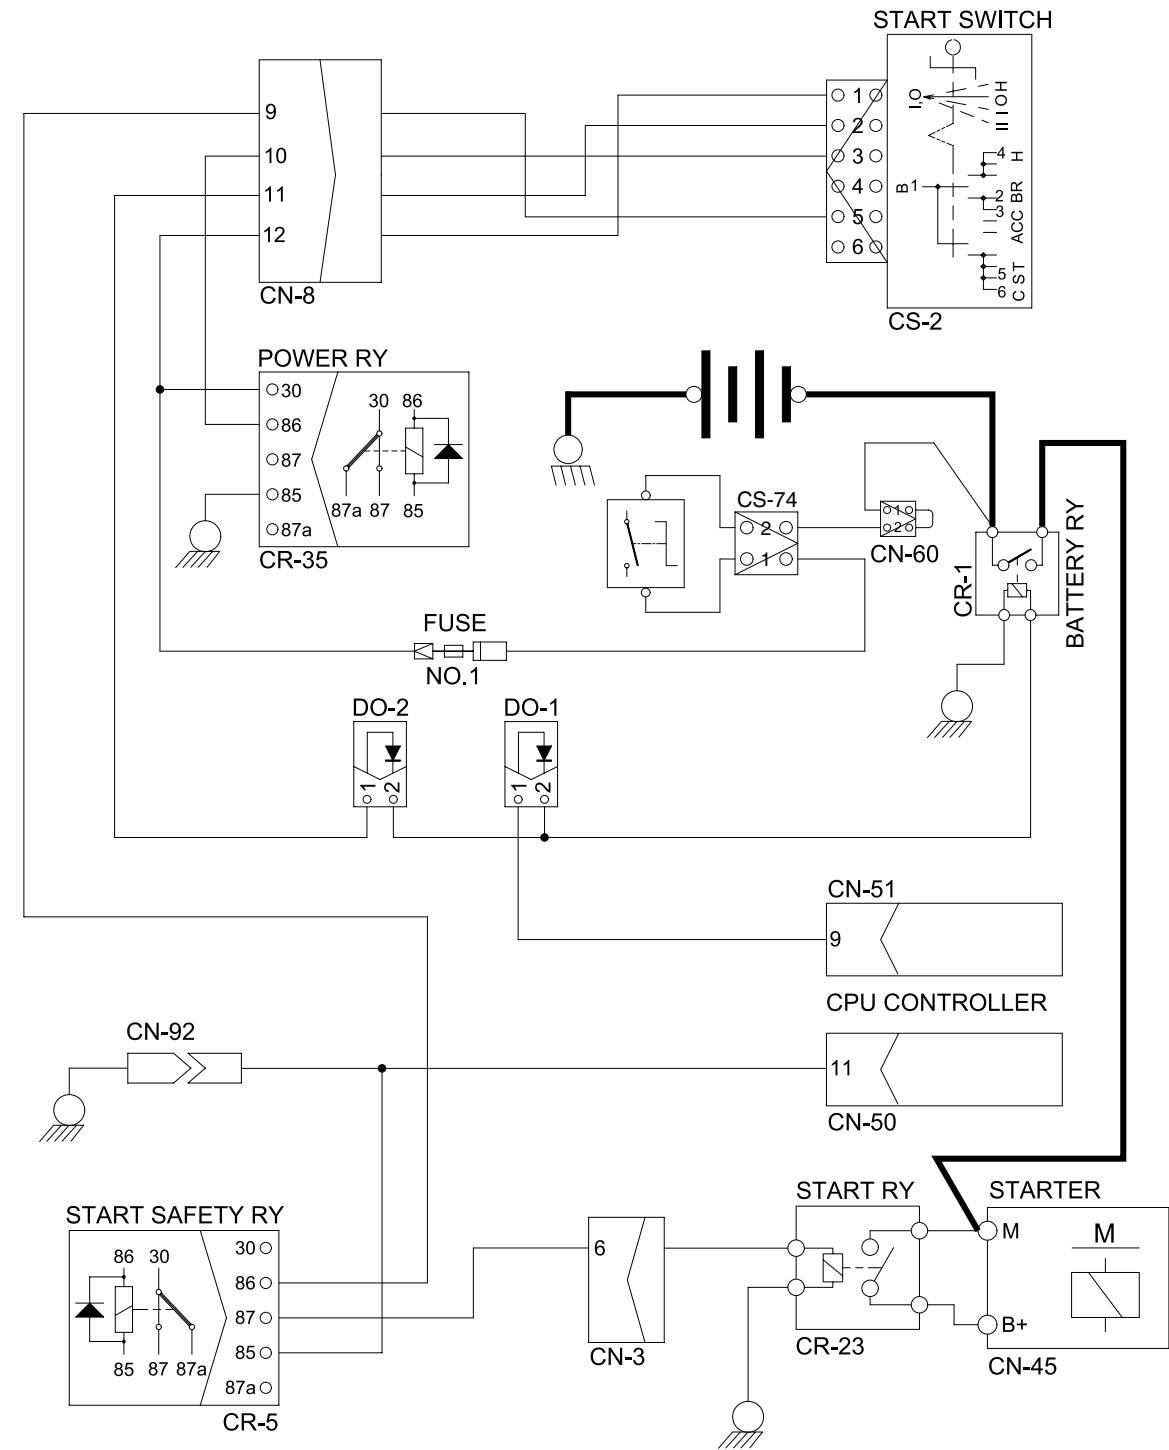 START SWITCH
9
10
11
12
CN-8
1
2
3
4
5
6
I,O
H
O
I
II
4 H
B 1
2 BR
3 ACC
5 ST
6 C
CS-2
POWER RY
30
86
87
85
87a
30 86
87a 87 85
CR-35
CS-74
2
1
1
2
CN-60
CR-1
BATTERY RY
FUSE
NO.1
DO-2
1 2
DO-1
1 2
CN-51
9
CPU CONTROLLER
11
CN-50
CN-92
START SAFETY RY
86 30
85 87 87a
30
86
87
85
87a
CR-5
6
CN-3
START RY
CR-23
STARTER
M
M
B+
CN-45